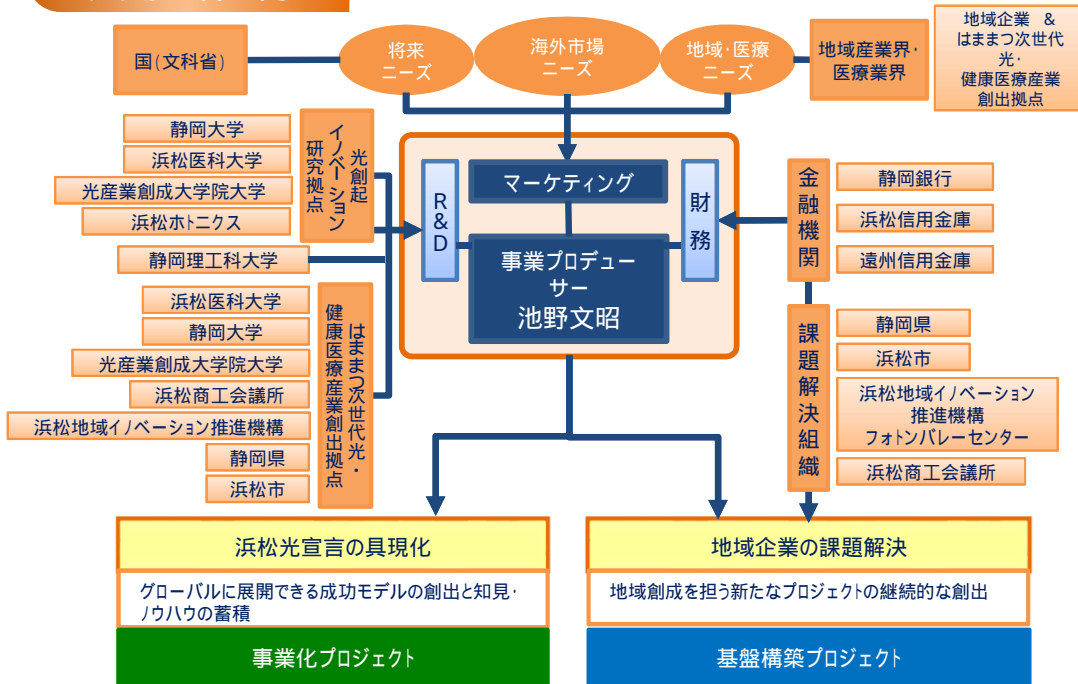 国(文科省)
将来
ニーズ
海外市場
ニーズ
地域・医療
ニーズ
地域産業界・
医療業界
地域企業 &
はままつ次世代
光・
健康医療産業
創出拠点
静岡大学
浜松医科大学
光産業創成大学院大学
浜松ホトニクス
光創起
イノベーション
研究拠点
静岡理工科大学
浜松医科大学
静岡大学
光産業創成大学院大学
浜松商工会議所
浜松地域イノベーション推進機構
静岡県
浜松市
はままつ次世代光・
健康医療産業創出拠点
R&D
マーケティング
事業プロデュー
サー
池野文昭
財務
金融機関
静岡銀行
浜松信用金庫
遠州信用金庫
課題解決組織
静岡県
浜松市
浜松地域イノベーション
推進機構
フォトンバレーセンター
浜松商工会議所
浜松光宣言の具現化
グローバルに展開できる成功モデルの創出と知見・
ノウハウの蓄積
事業化プロジェクト
地域企業の課題解決
地域創成を担う新たなプロジェクトの継続的な創出
基盤構築プロジェクト